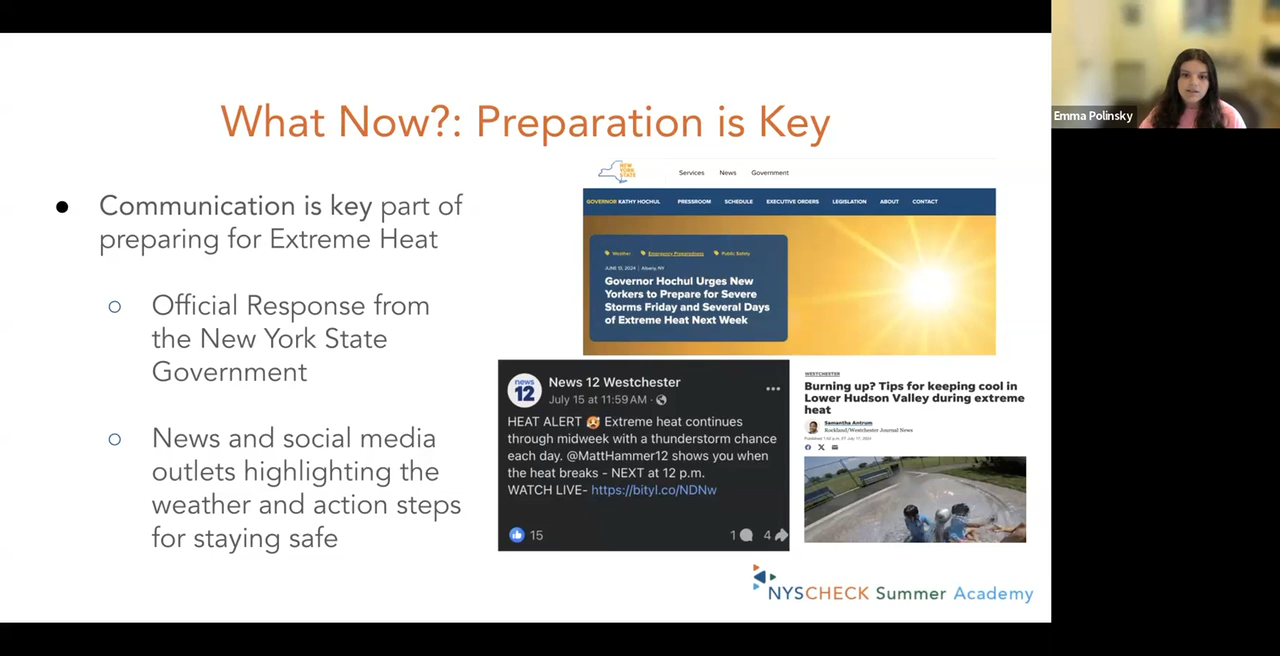 What Now?: Preparation is Key
● Communication is key part of
preparing for Extreme Heat
○ Official Response from
the New York State
Government
○ News and social media
outlets highlighting the
weather and action steps
for staying safe
NEW
YORK
STATE
Services News Government
GOVERNOR KATHY HOCHUL PRESSROOM SCHEDULE EXECUTIVE ORDERS LEGISLATION ABOUT CONTACT
Weather Emergency Preparedness Public Safety
JUNE 13, 2024 | Albany, NY
Governor Hochul Urges New
Yorkers to Prepare for Severe
Storms Friday and Several Days
of Extreme Heat Next Week
news
12
News 12 Westchester
July 15 at 11:59 AM ·
HEAT ALERT 🥵 Extreme heat continues
through midweek with a thunderstorm chance
each day. @MattHammer12 shows you when
the heat breaks - NEXT at 12 p.m.
WATCH LIVE- https://bityl.co/NDNw
15
1
4
WESTCHESTER
Burning up? Tips for keeping cool in
Lower Hudson Valley during extreme
heat
Samantha Antrum
Rockland/Westchester Journal News
NYSCHECK Summer Academy
Emma Polinsky